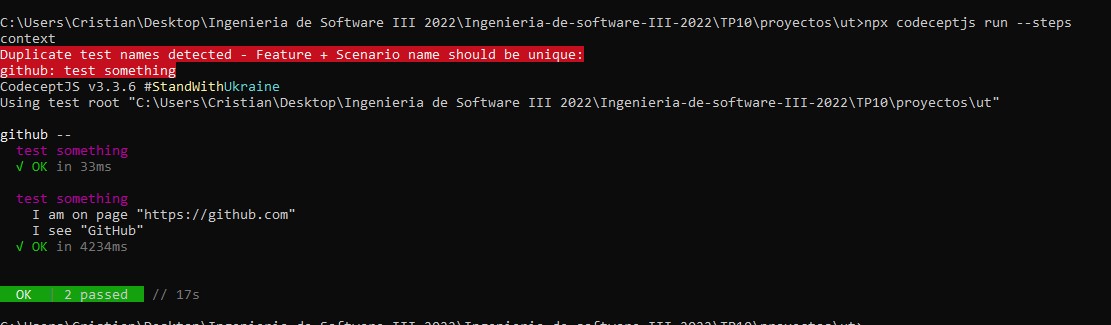 C:\Users\Cristian\Desktop\Ingenieria de Software III 2022\Ingenieria-de-software-III-2022\TP10\proyectos\ut>npx codeceptjs run --steps
context
Duplicate test names detected - Feature + Scenario name should be unique:
github: test something
CodeceptJS v3.3.6 #StandWithUkraine
Using test root "C:\Users\Cristian\Desktop\Ingenieria de Software III 2022\Ingenieria-de-software-III-2022\TP10\proyectos\ut"
github --
test something
√ OK in 33ms
test something
I am on page "https://github.com"
I see "GitHub"
√ OK in 4234ms
OK | 2 passed // 17s
C:\Users\Cristian\Desktop\Ingenieria de Software III 2022\Ingenieria-de-software-III-2022\TP10\proyectos\ut>